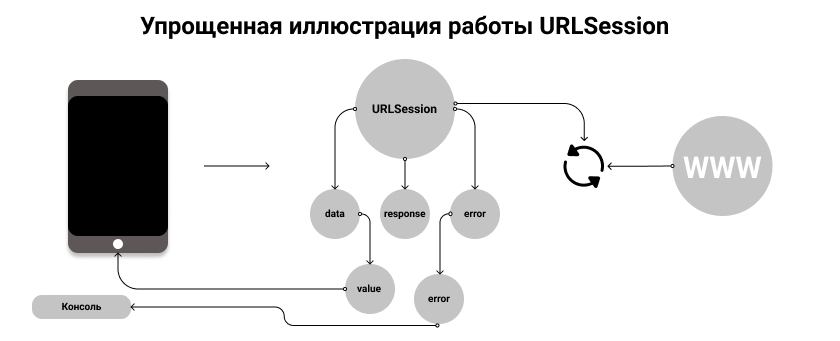 Упрощенная иллюстрация работы URLSession
URLSession
WWW
data
response
error
value
error
Консоль